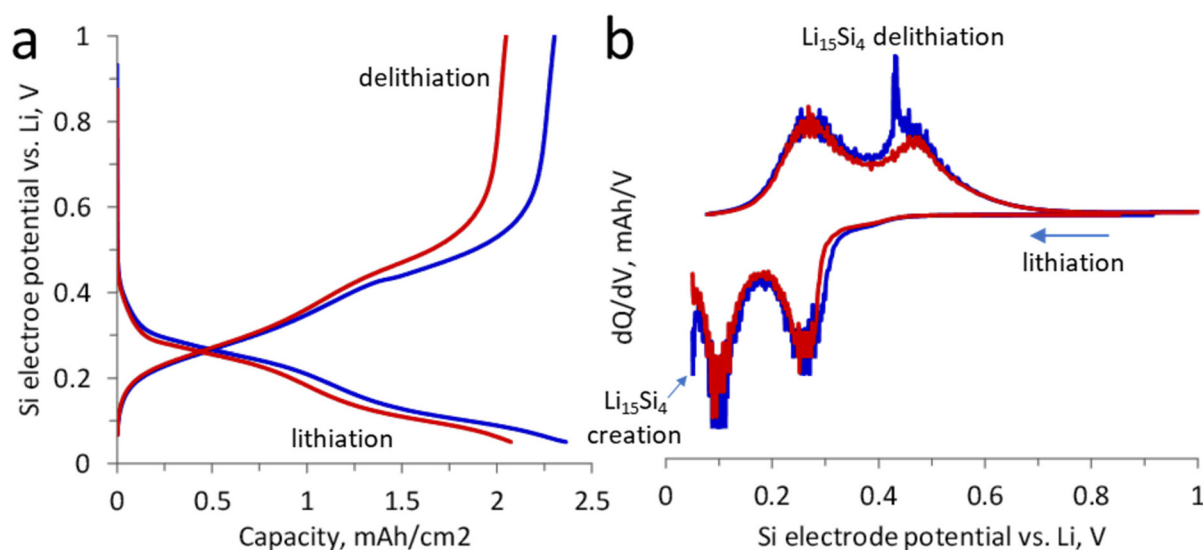 a
Si electroe potential vs. Li, V
1
0.8
0.6
0.4
0.2
0
delithiation
lithiation
0
0.5
1
1.5
2
2.5
Capacity, mAh/cm2
b
Li₁₅Si₄ delithiation
dQ/dV, mAh/V
lithiation
Li₁₅Si₄
creation
0
0.2
0.4
0.6
0.8
1
Si electrode potential vs. Li, V